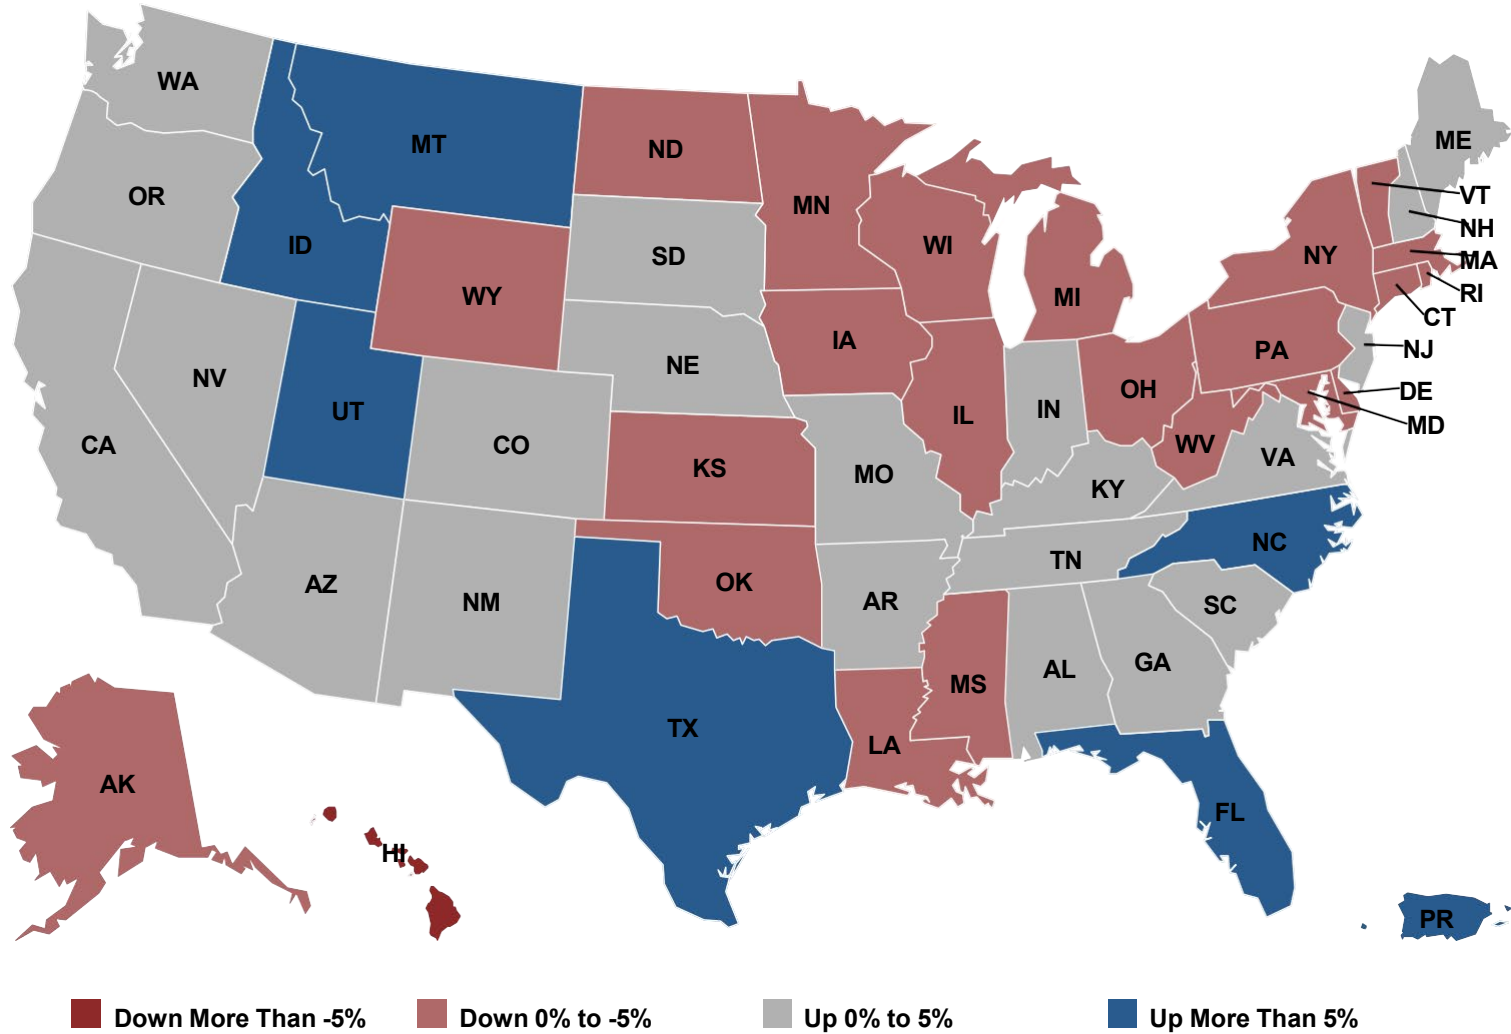 WA
ME
MT
ND
VT
OR
MN
NH
WI
ID
SD
NY
MA
WY
MI
RI
CT
IA
NJ
PA
NE
NV
OH
DE
UT
IN
IL
MD
CA
CO
WV
KS
MO
VA
KY
NC
TN
AZ
OK
NM
AR
SC
GA
AL
MS
TX
LA
AK
FL
HI
PR
Down More Than -5% Down 0% to -5% Up 0% to 5% Up More Than 5%